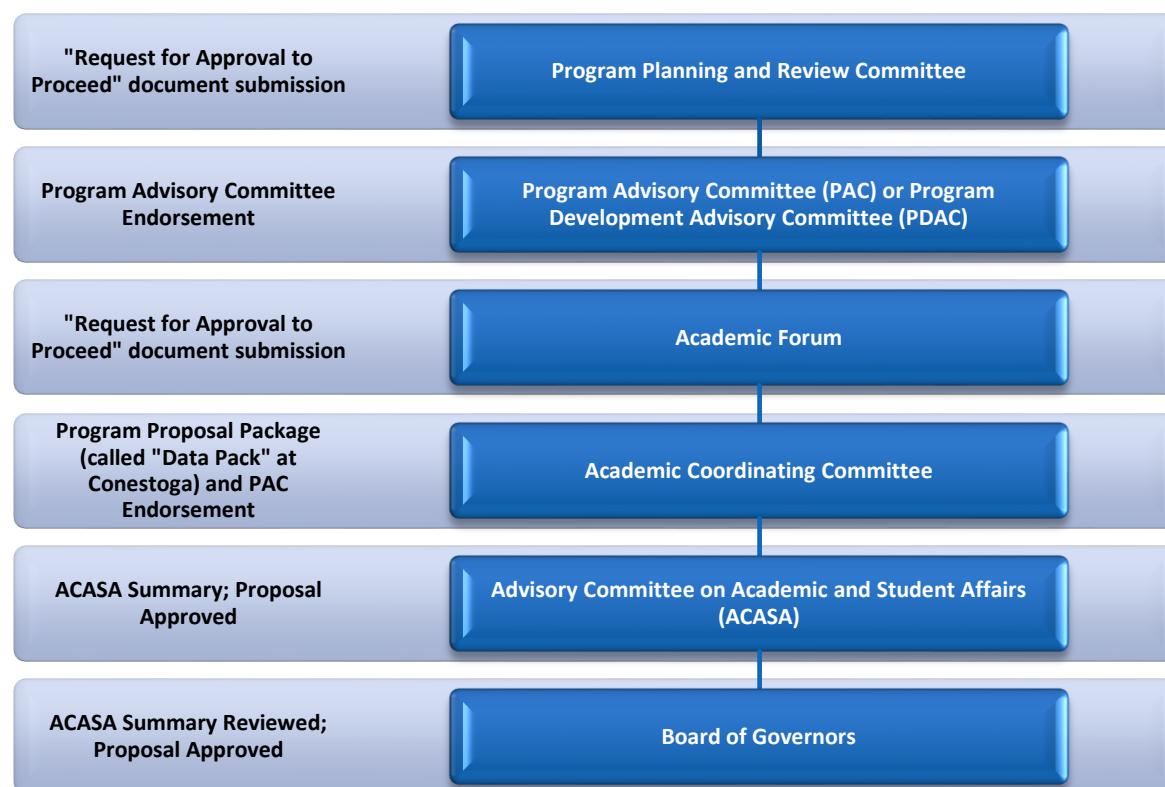 "Request for Approval to
Proceed" document submission
Program Planning and Review Committee
Program Advisory Committee
Endorsement
Program Advisory Committee (PAC) or Program
Development Advisory Committee (PDAC)
"Request for Approval to
Proceed" document submission
Academic Forum
Program Proposal Package
(called "Data Pack" at
Conestoga) and PAC
Endorsement
Academic Coordinating Committee
ACASA Summary; Proposal
Approved
Advisory Committee on Academic and Student Affairs
(ACASA)
ACASA Summary Reviewed;
Proposal Approved
Board of Governors